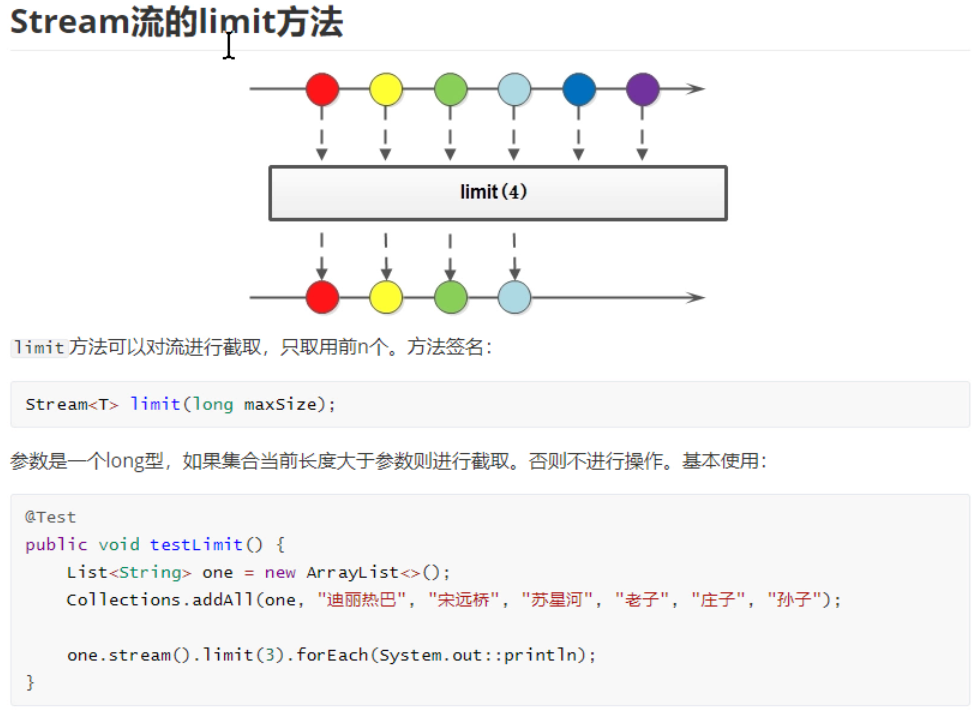 Stream流的limit方法
limit(4)
limit方法可以对流进行截取，只取用前n个。方法签名：
Stream<T> limit(long maxSize);
参数是一个long型，如果集合当前长度大于参数则进行截取。否则不进行操作。基本使用：
@Test
public void testLimit() {
    List<String> one = new ArrayList<>();
    Collections.addAll(one, "迪丽热巴", "宋远桥", "苏星河", "老子", "庄子", "孙子");
    one.stream().limit(3).forEach(System.out::println);
}